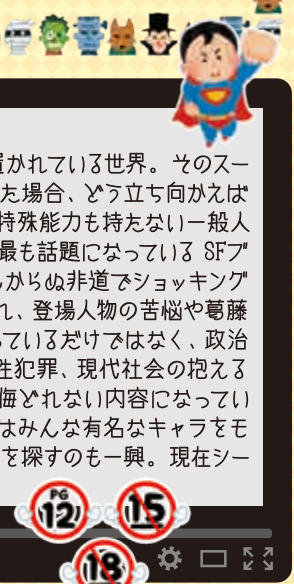 置かれている世界。そのスー
た場合、どう立ち向かえば
特殊能力も持たない一般人
最も話題になっている SFブ
からぬ非道でショッキング
れ、登場人物の苦悩や葛藤
ているだけではなく、政治
性犯罪、現代社会の抱える
侮どれない内容になってい
はみんな有名なキャラをモ
を探すのも一興。現在シー
PG
12
15
18